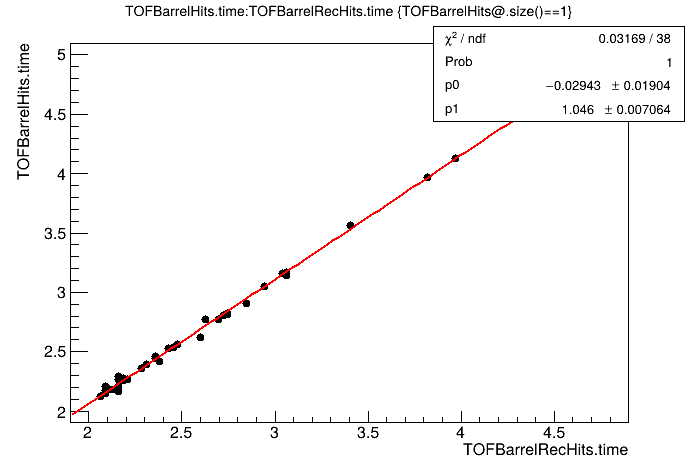 TOFBarrelHits.time:TOFBarrelRecHits.time {TOFBarrelHits@.size()==1}
χ² / ndf 0.03169 / 38
Prob 1
p0 −0.02943 ± 0.01904
p1 1.046 ± 0.007064
TOFBarrelHits.time
5
4.5
4
3.5
3
2.5
2
2 2.5 3 3.5 4 4.5
TOFBarrelRecHits.time